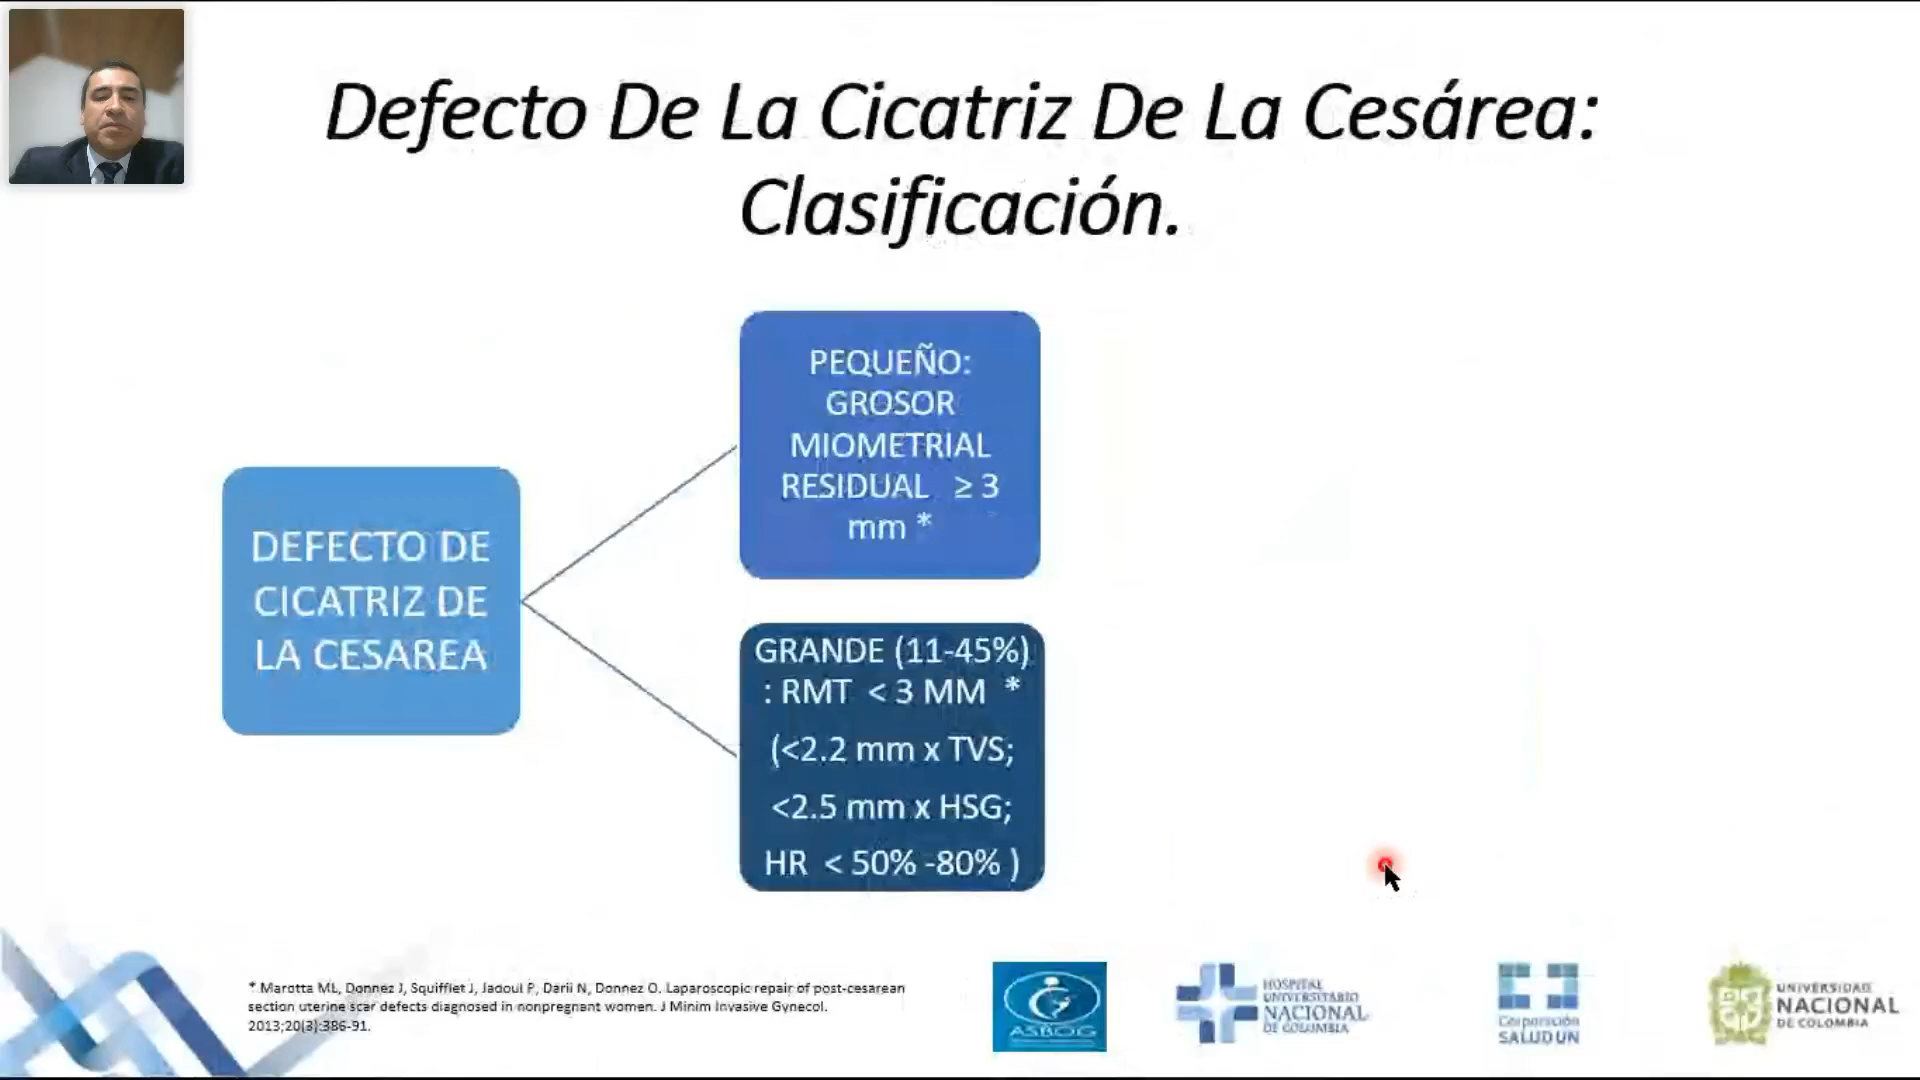 Defecto De La Cicatriz De La Cesárea:
Clasificación.
PEQUEÑO:
GROSOR
MIOMETRIAL
RESIDUAL ≥ 3
mm *
DEFECTO DE
CICATRIZ DE
LA CESAREA
GRANDE (11-45%)
: RMT < 3 MM *
(<2.2 mm x TVS;
<2.5 mm x HSG;
HR < 50% -80% )
* Marotta ML, Donnez J, Squifflet J, Jadoul P, Darii N, Donnez O. Laparoscopic repair of post-cesarean
section uterine scar defects diagnosed in nonpregnant women. J Minim Invasive Gynecol.
2013;20(3):386-91.
ASBOG
HOSPITAL
UNIVERSITARIO
NACIONAL
DE COLOMBIA
Corporación
SALUD UN
UNIVERSIDAD
NACIONAL
DE COLOMBIA